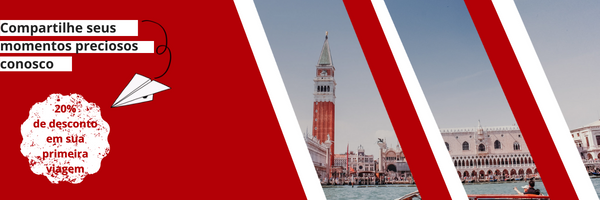 Compartilhe seus
momentos preciosos
conosco
20%
de desconto
em sua
primeira
viagem